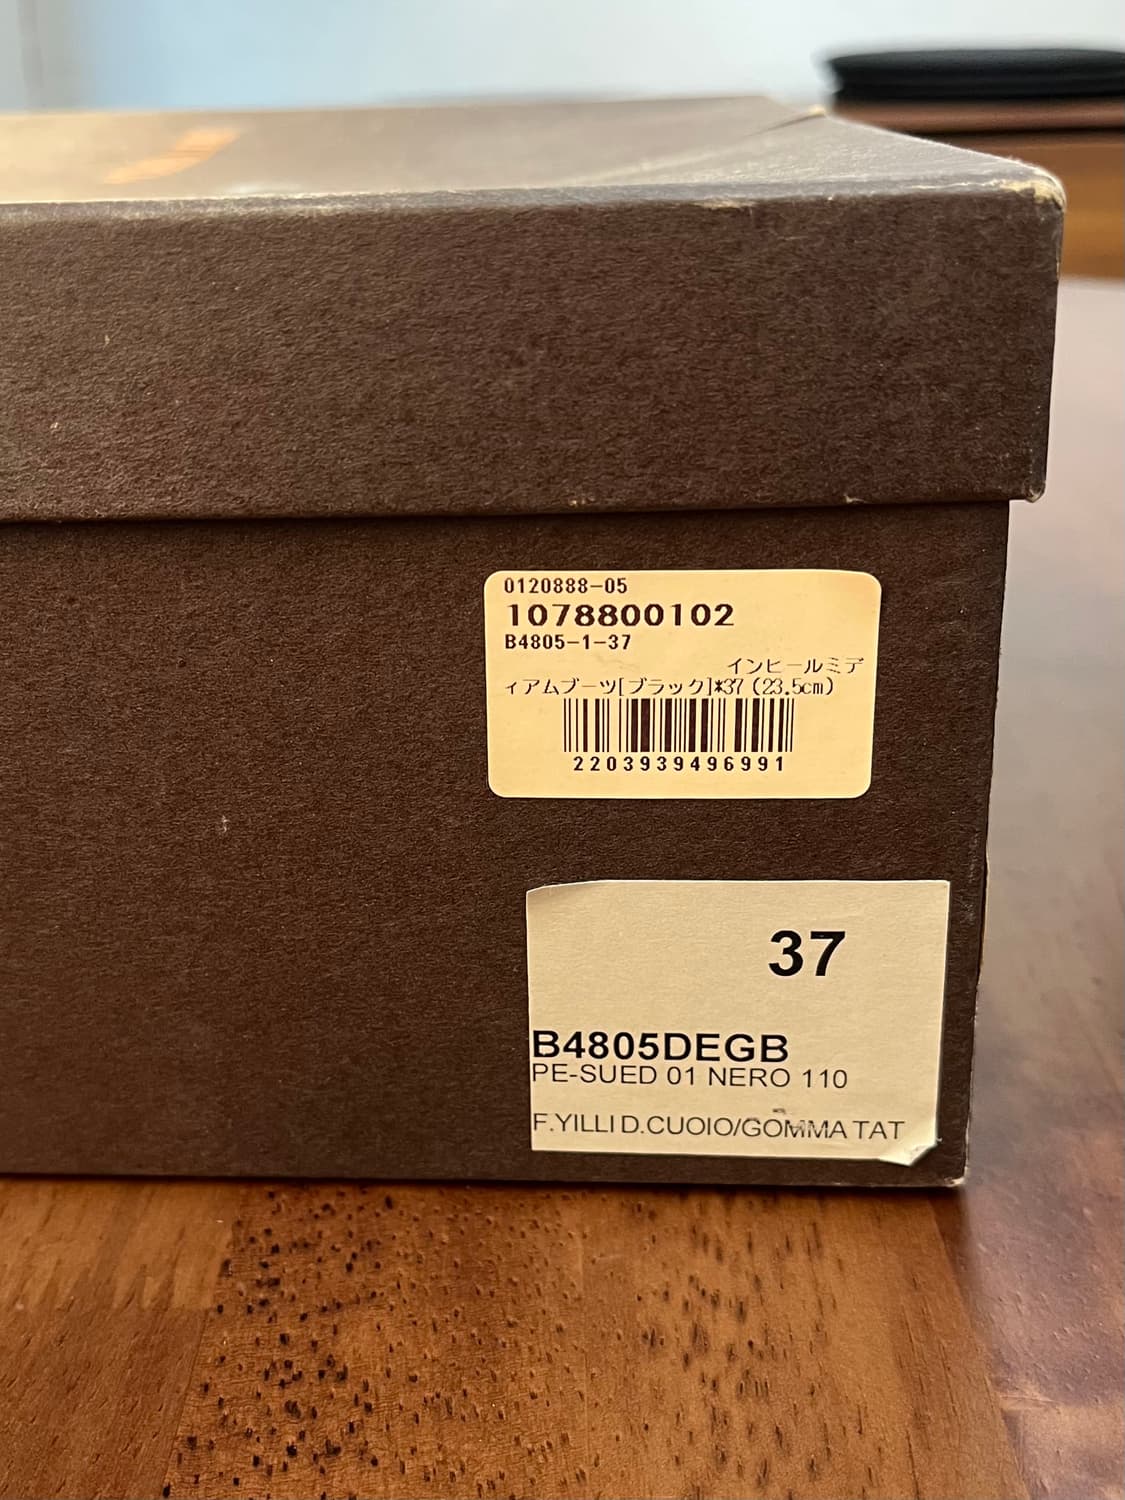 0120888-05
1078800102
B4805-1-37
インヒールミデ
ィアムブーツ[ブラック]*37(23.5cm)
2203939496991
37
B4805DEGB
PE-SUED 01 NERO 110
F.YILLI D.CUOIO/GOMMA TAT